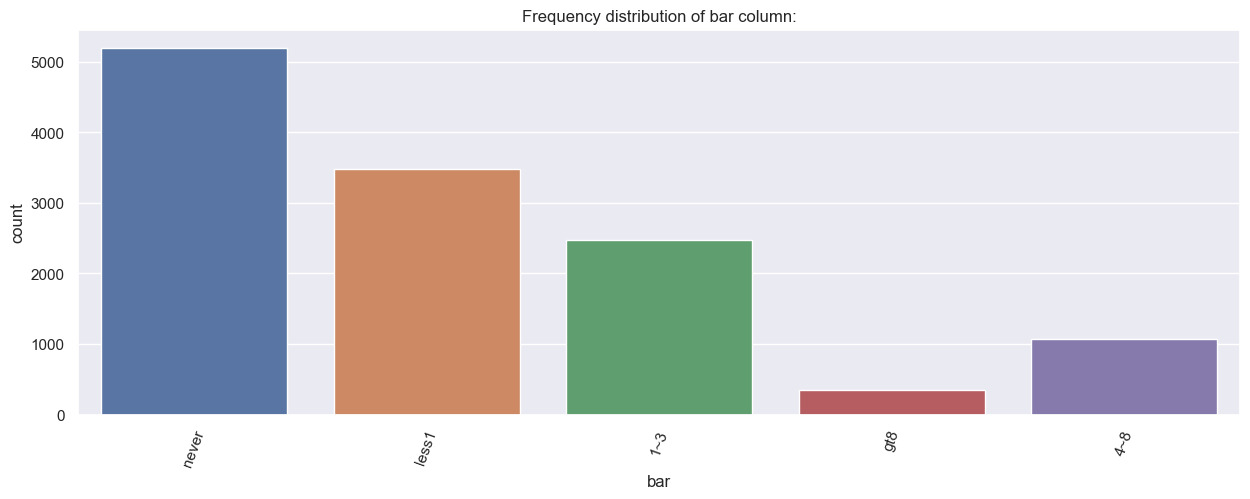 Frequency distribution of bar column:
5000
4000
3000
2000
1000
0
count
never
less1
1~3
gt8
4~8
bar